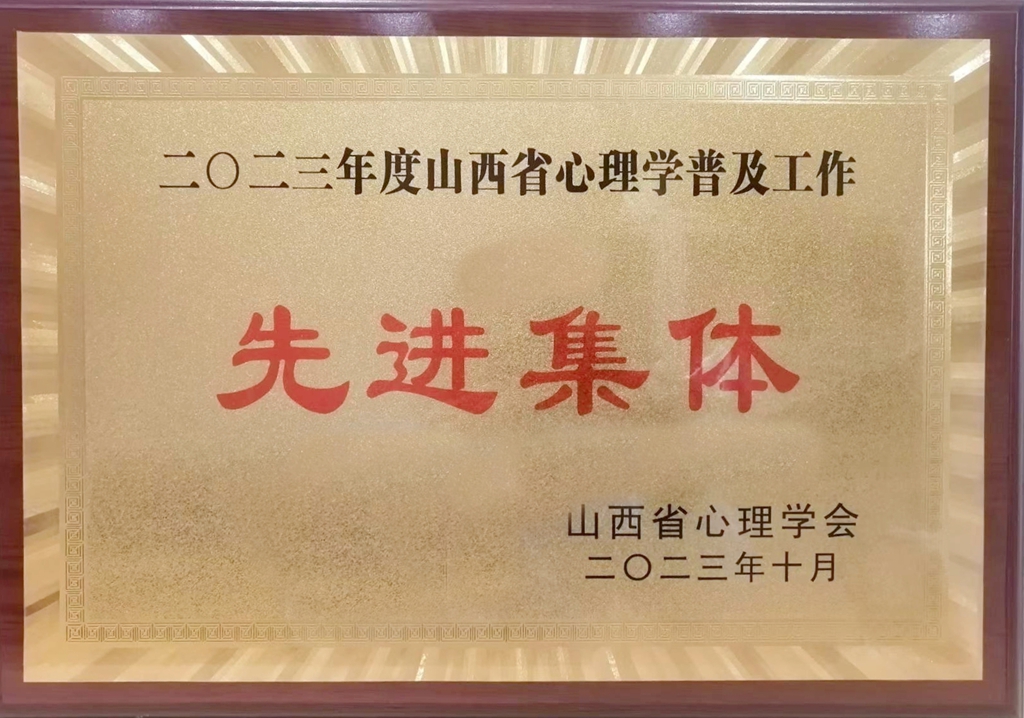 二〇二三年度山西省心理学普及工作
先进集体
山西省心理学会
二〇二三年十月